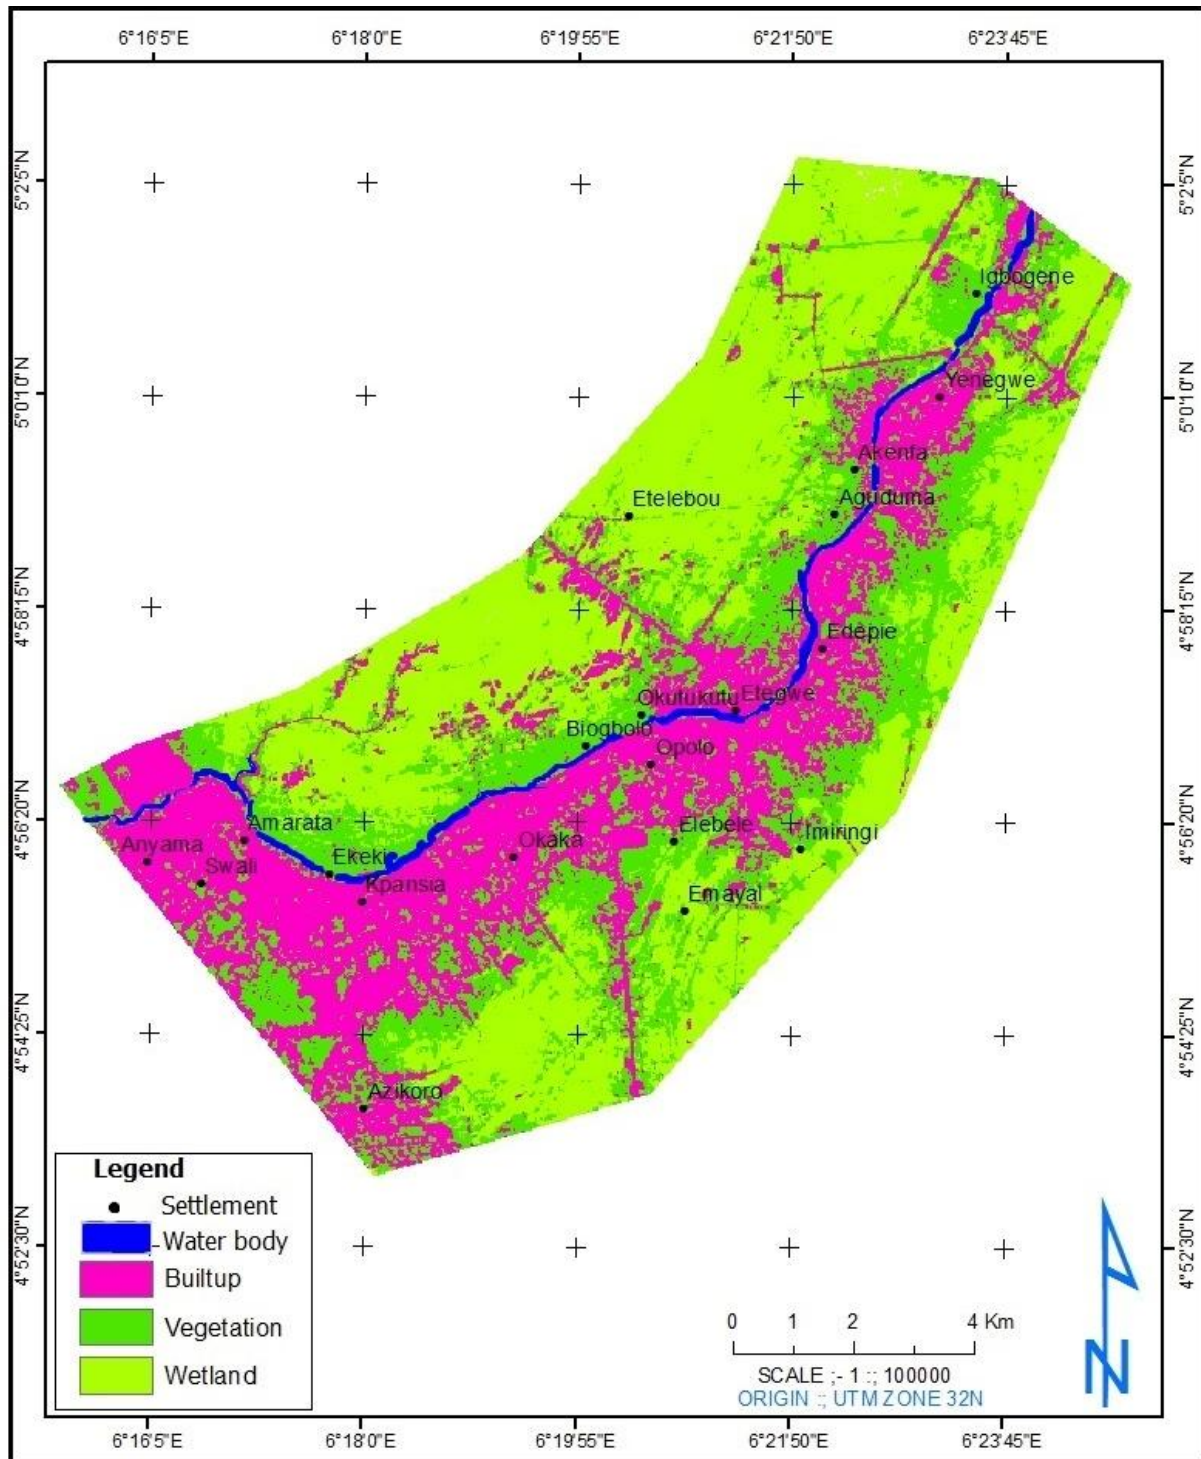 6°16'5"E 6°18'0"E 6°19'55"E 6°21'50"E 6°23'45"E
5°2'5"N
5°2'5"N
Igbogene
Yenegwe
5°0'10"N
5°0'10"N
Akenfa
Aguduma
Etelebou
4°58'15"N
4°58'15"N
Edepie
Okutukutu
Etegwe
Biogbolo
Opolo
4°56'20"N
4°56'20"N
Amarata
Anyama
Swali
Ekeki
Kpansia
Okaka
Elebele
Imiringi
Emayal
4°54'25"N
4°54'25"N
Azikoro
4°52'30"N
4°52'30"N
Legend
Settlement
Water body
Builtup
Vegetation
Wetland
0 1 2 4 Km
SCALE ;- 1 :; 100000
ORIGIN :; UTM ZONE 32N
N
6°16'5"E 6°18'0"E 6°19'55"E 6°21'50"E 6°23'45"E